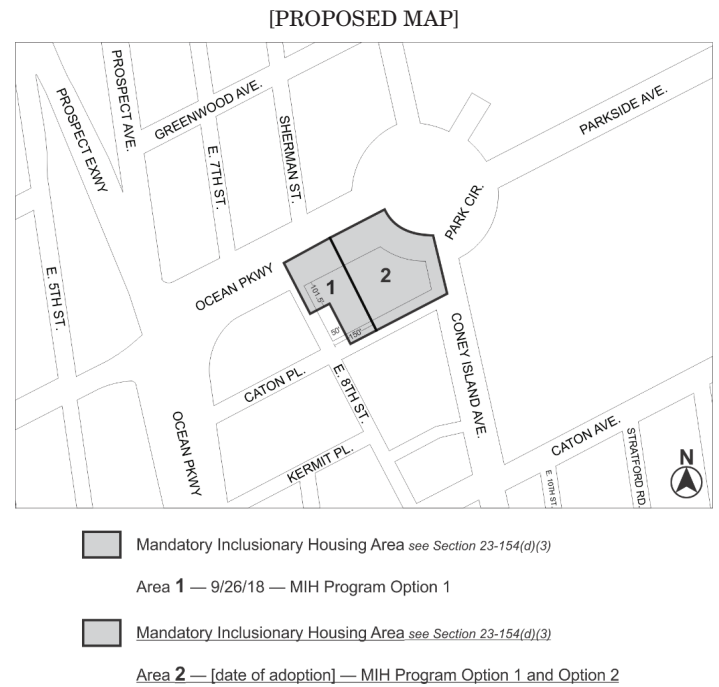 [PROPOSED MAP]
PROSPECT AVE.
PROSPECT EXWY
GREENWOOD AVE.
E. 7TH ST.
SHERMAN ST.
PARKSIDE AVE.
PARK CIR.
E. 5TH ST.
OCEAN PKWY
1
2
101.5'
50'
150'
CATON PL.
E. 8TH ST.
CONEY ISLAND AVE.
OCEAN PKWY
KERMIT PL.
CATON AVE.
E. 10TH ST.
STRATFORD RD.
N
Mandatory Inclusionary Housing Area see Section 23-154(d)(3)
Area 1 — 9/26/18 — MIH Program Option 1
Mandatory Inclusionary Housing Area see Section 23-154(d)(3)
Area 2 — [date of adoption] — MIH Program Option 1 and Option 2